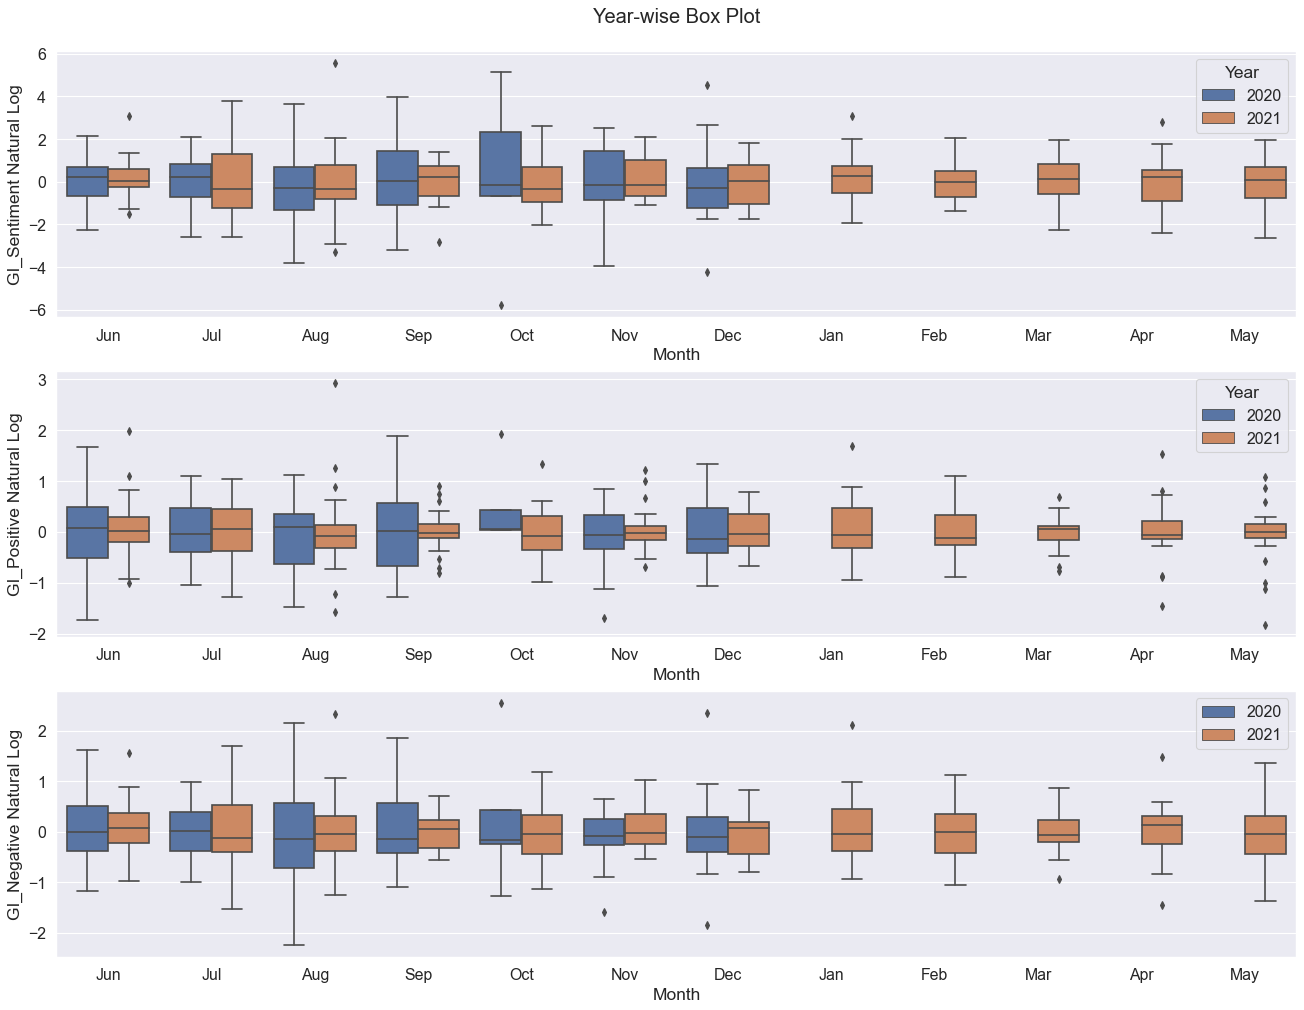 Year-wise Box Plot
GI_Sentiment Natural Log
6
4
2
0
−2
−4
−6
Year
2020
2021
Jun Jul Aug Sep Oct Nov Dec Jan Feb Mar Apr May
Month
GI_Positive Natural Log
3
2
1
0
−1
−2
Year
2020
2021
Jun Jul Aug Sep Oct Nov Dec Jan Feb Mar Apr May
Month
GI_Negative Natural Log
2
1
0
−1
−2
2020
2021
Jun Jul Aug Sep Oct Nov Dec Jan Feb Mar Apr May
Month